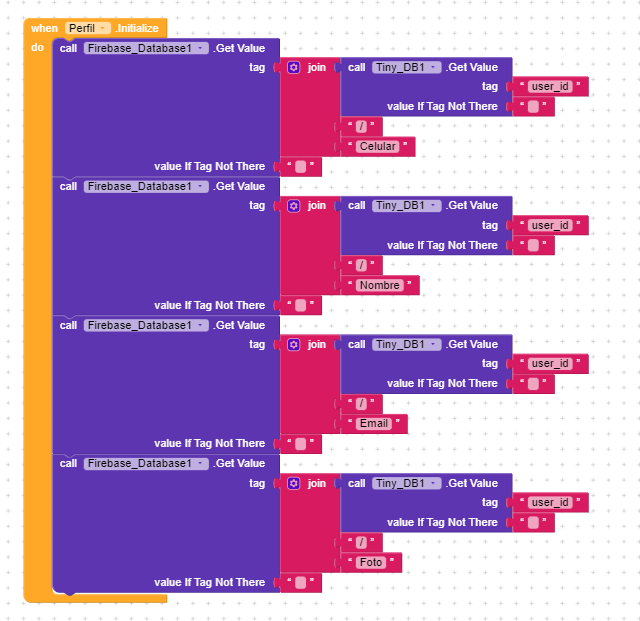 when Perfil .Initialize
do call Firebase_Database1 .Get Value
tag join call Tiny_DB1 .Get Value
tag " user_id "
value If Tag Not There " "
" / "
" Celular "
value If Tag Not There " "
call Firebase_Database1 .Get Value
tag join call Tiny_DB1 .Get Value
tag " user_id "
value If Tag Not There " "
" / "
" Nombre "
value If Tag Not There " "
call Firebase_Database1 .Get Value
tag join call Tiny_DB1 .Get Value
tag " user_id "
value If Tag Not There " "
" / "
" Email "
value If Tag Not There " "
call Firebase_Database1 .Get Value
tag join call Tiny_DB1 .Get Value
tag " user_id "
value If Tag Not There " "
" / "
" Foto "
value If Tag Not There " "